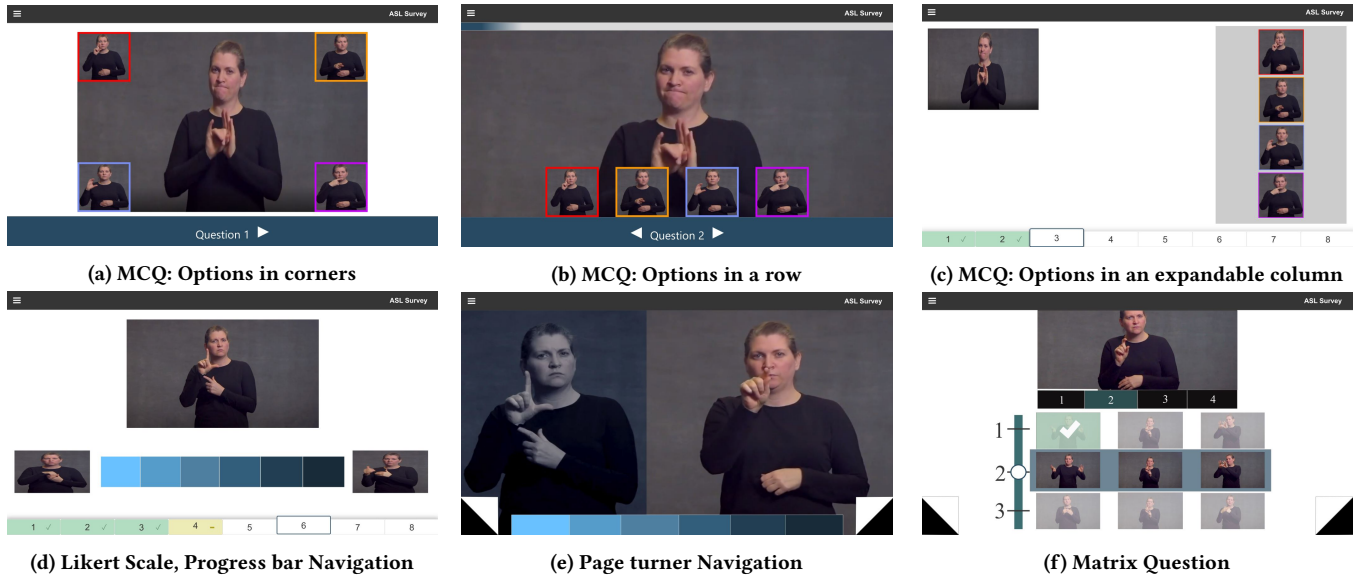 ASL Survey
Question 1
(a) MCQ: Options in corners
ASL Survey
Question 2
(b) MCQ: Options in a row
ASL Survey
1 ✓ 2 ✓ 3 4 5 6 7 8
(c) MCQ: Options in an expandable column
ASL Survey
1 ✓ 2 ✓ 3 ✓ 4 – 5 6 7 8
(d) Likert Scale, Progress bar Navigation
ASL Survey
(e) Page turner Navigation
ASL Survey
1 2 3 4
1
2
3
(f) Matrix Question